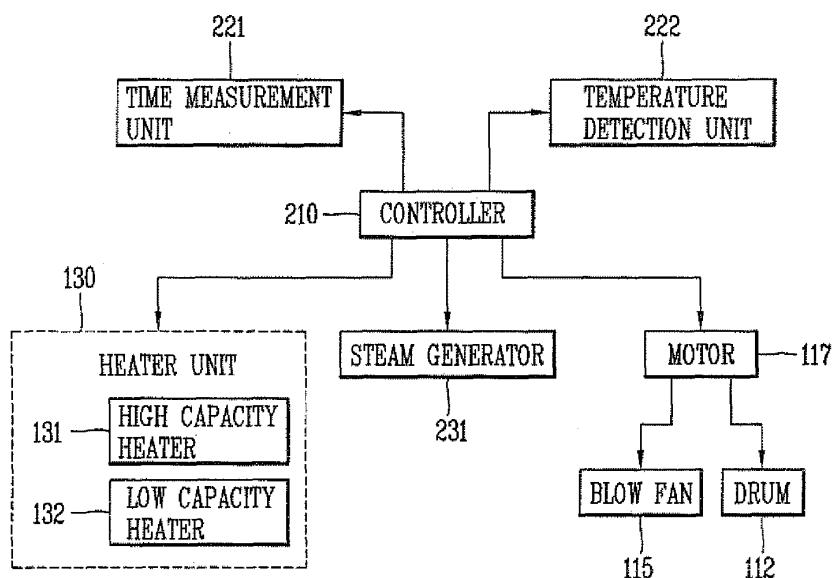 221
222
TIME MEASUREMENT
UNIT
TEMPERATURE
DETECTION UNIT
210
CONTROLLER
130
HEATER UNIT
STEAM GENERATOR
MOTOR
117
131
HIGH CAPACITY
HEATER
231
132
LOW CAPACITY
HEATER
BLOW FAN
DRUM
115
112